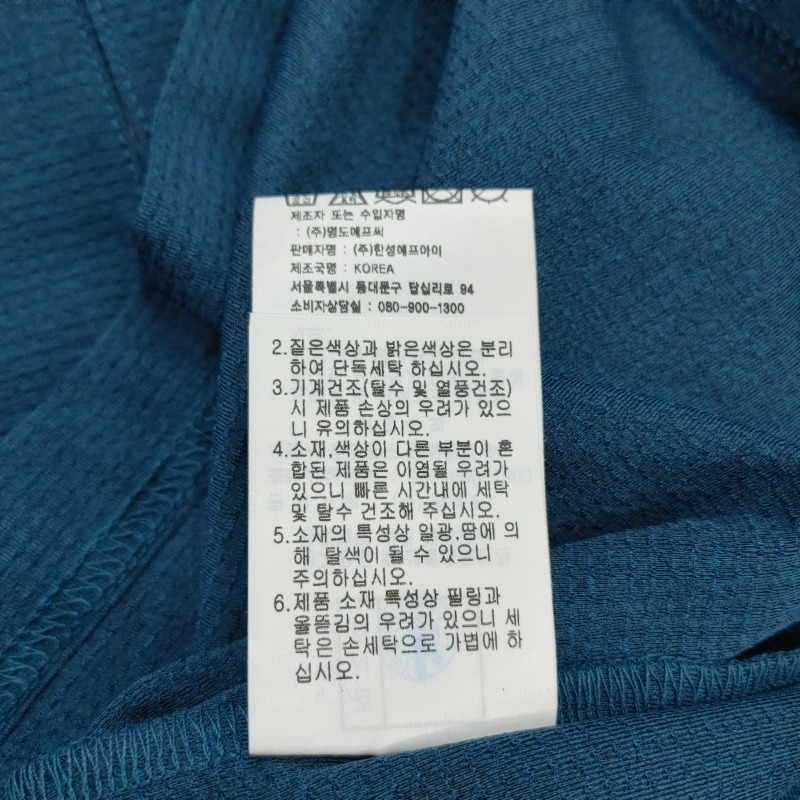 제조자 또는 수입자명
: (주)명도에프씨
판매자명 : (주)한성에프아이
제조국명 : KOREA
서울특별시 동대문구 답십리로 94
소비자상담실 : 080-900-1300
2.짙은색상과 밝은색상은 분리
하여 단독세탁 하십시오.
3.기계건조(탈수 및 열풍건조)
시 제품 손상의 우려가 있으
니 유의하십시오.
4.소재,색상이 다른 부분이 혼
합된 제품은 이염될 우려가
있으니 빠른 시간내에 세탁
및 탈수 건조해 주십시오.
5.소재의 특성상 일광,땀에 의
해 탈색이 될 수 있으니
주의하십시오.
6.제품 소재 특성상 필링과
올뜯김의 우려가 있으니 세
탁은 손세탁으로 가볍에 하
십시오.